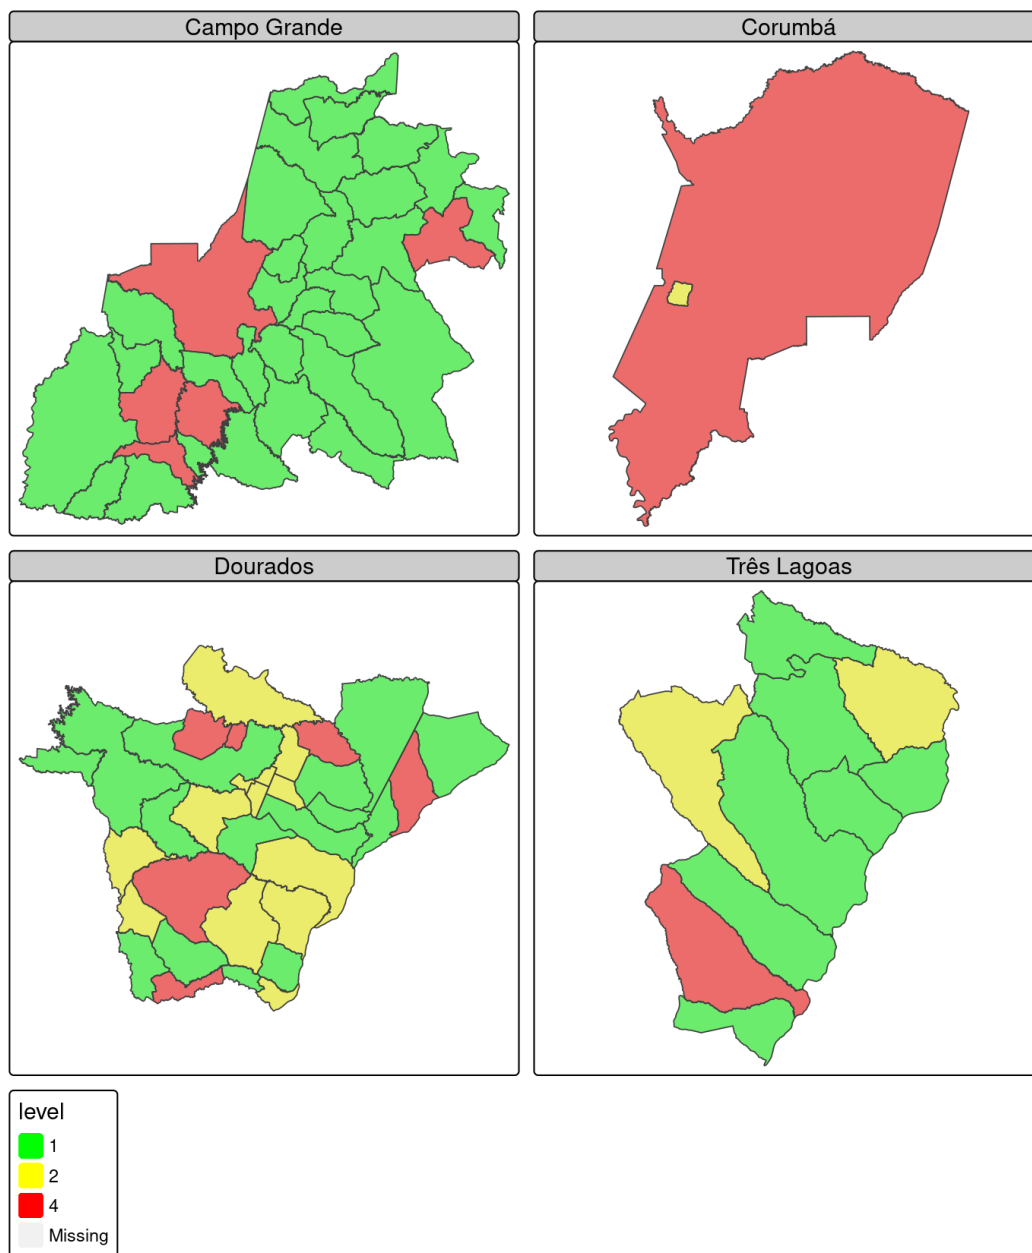 Campo Grande
Corumbá
Dourados
Três Lagoas
level
1
2
4
Missing